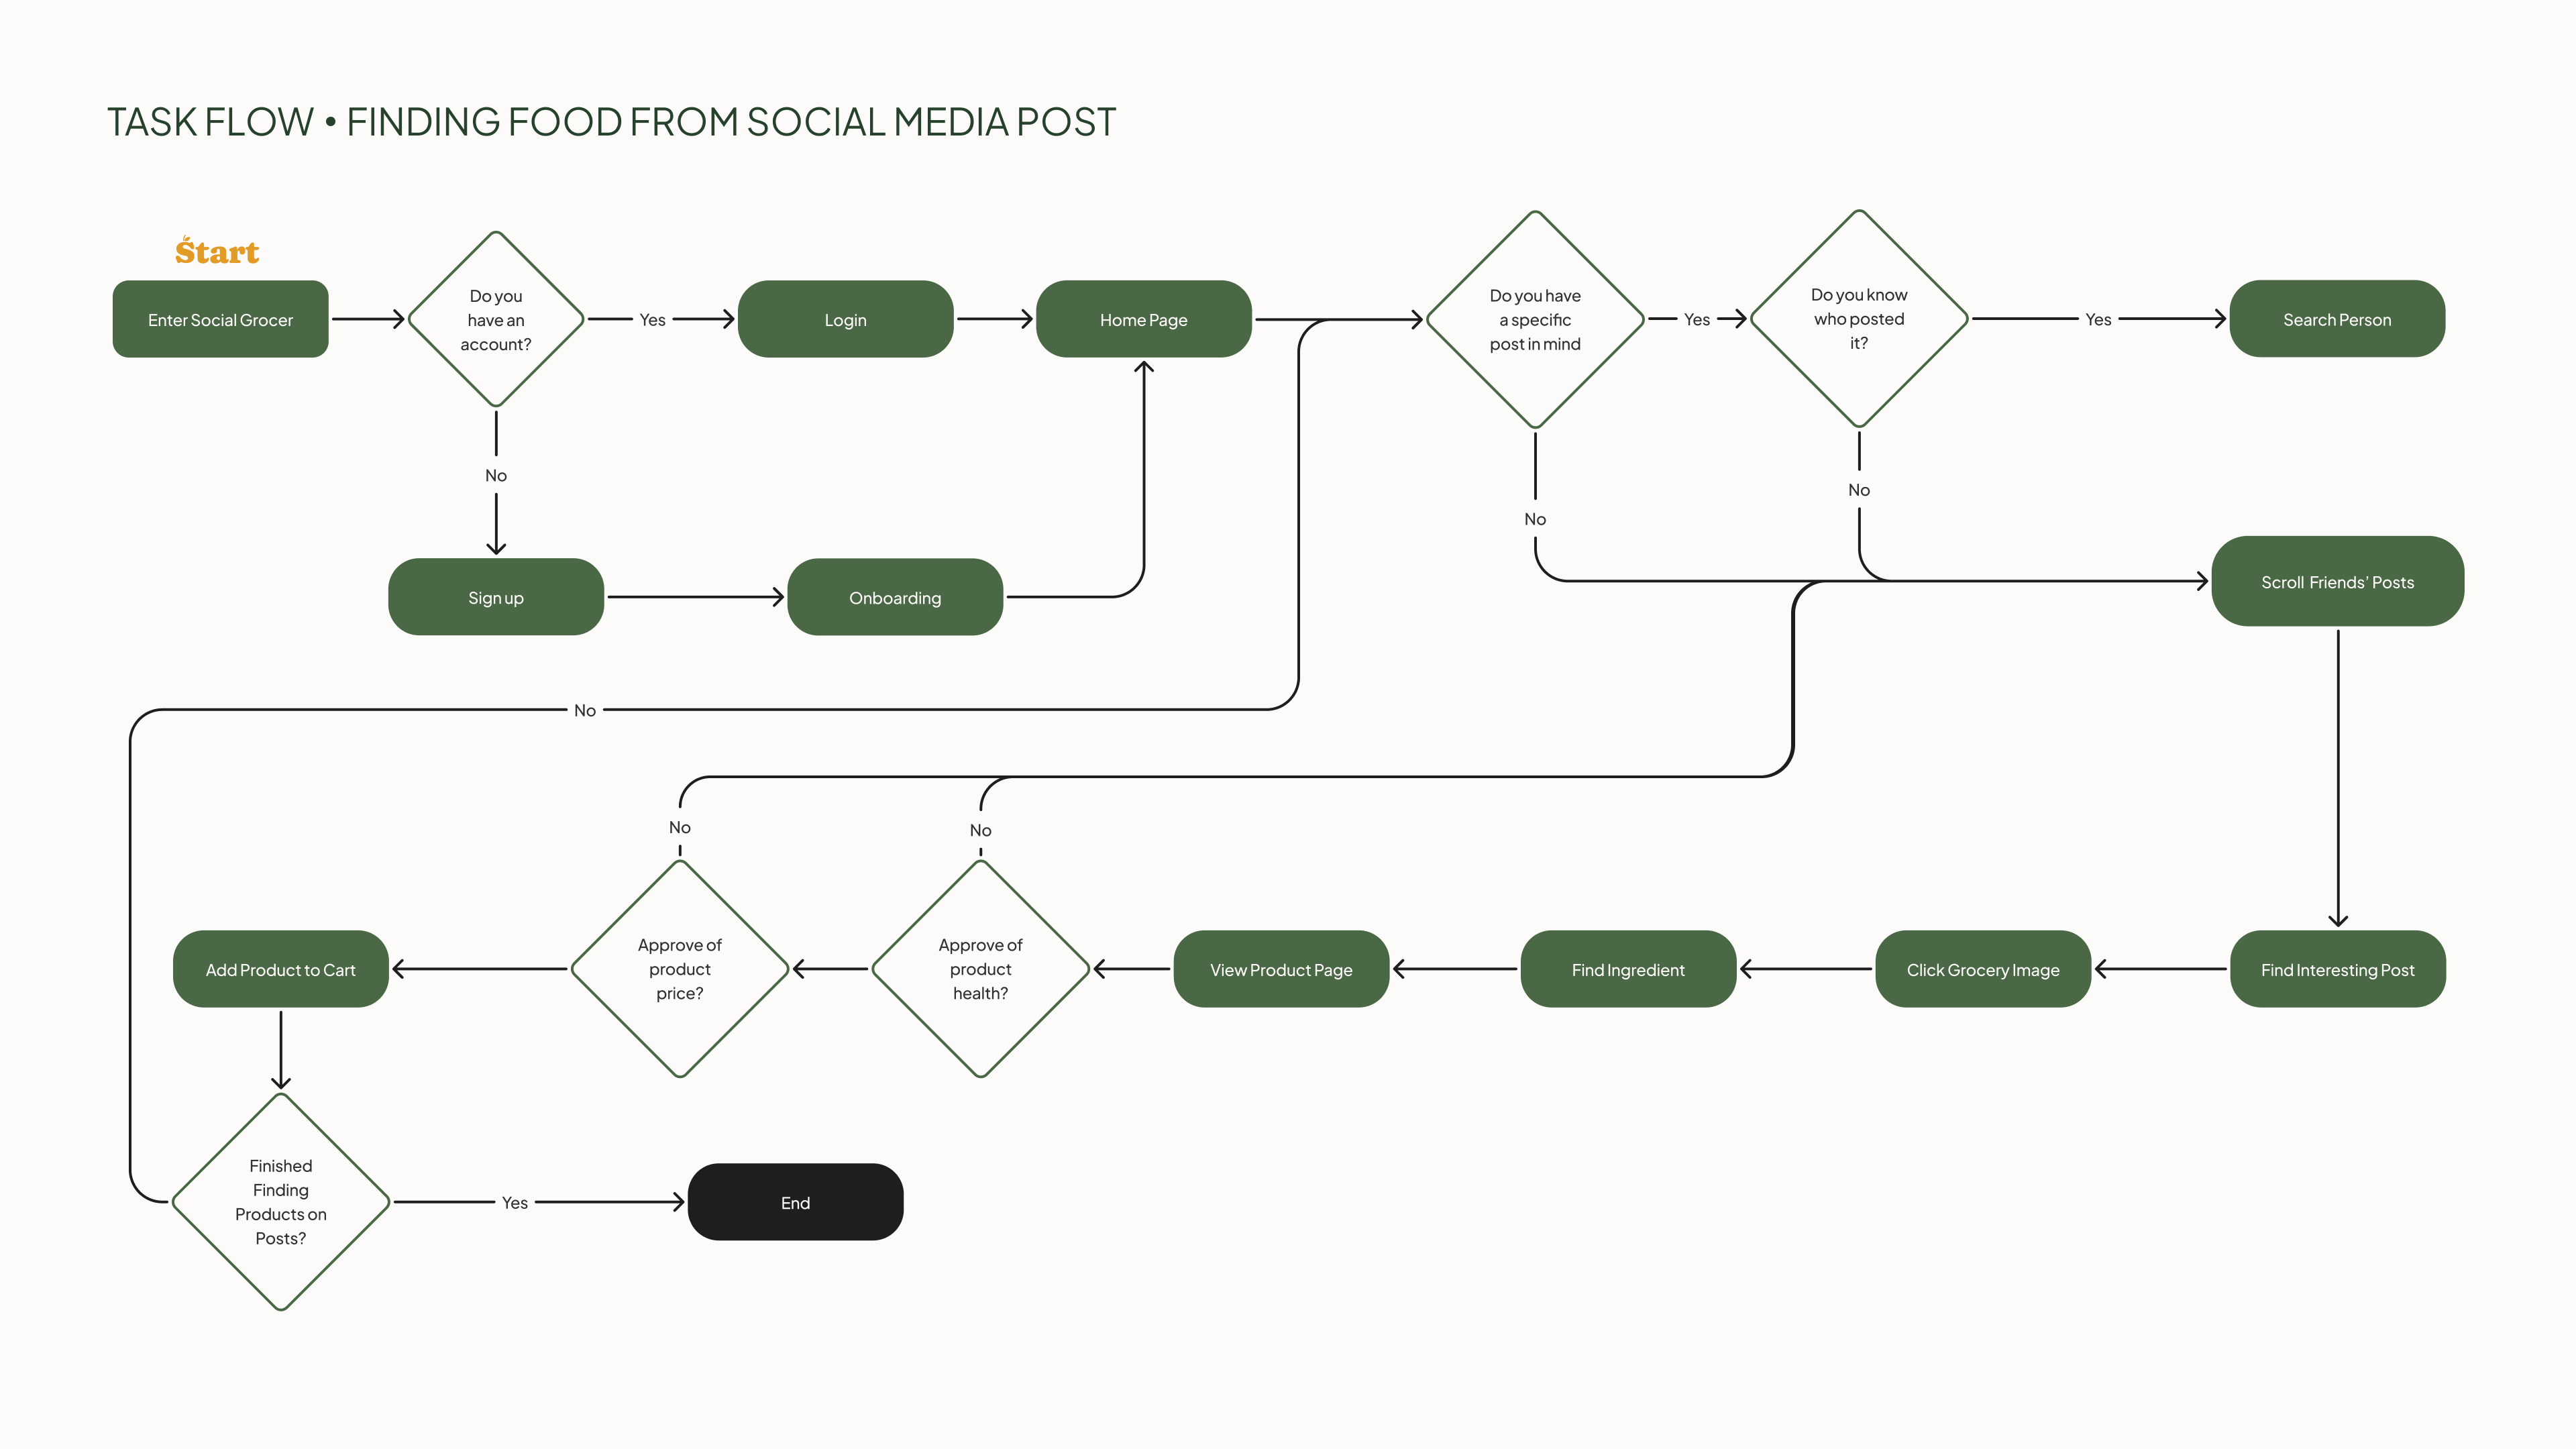 TASK FLOW • FINDING FOOD FROM SOCIAL MEDIA POST
Start
Enter Social Grocer
Do you
have an
account?
Yes
Login
Home Page
Do you have
a specific
post in mind
Yes
Do you know
who posted
it?
Yes
Search Person
No
No
No
Sign up
Onboarding
Scroll Friends’ Posts
No
No
No
Add Product to Cart
Approve of
product
price?
Approve of
product
health?
View Product Page
Find Ingredient
Click Grocery Image
Find Interesting Post
Finished
Finding
Products on
Posts?
Yes
End